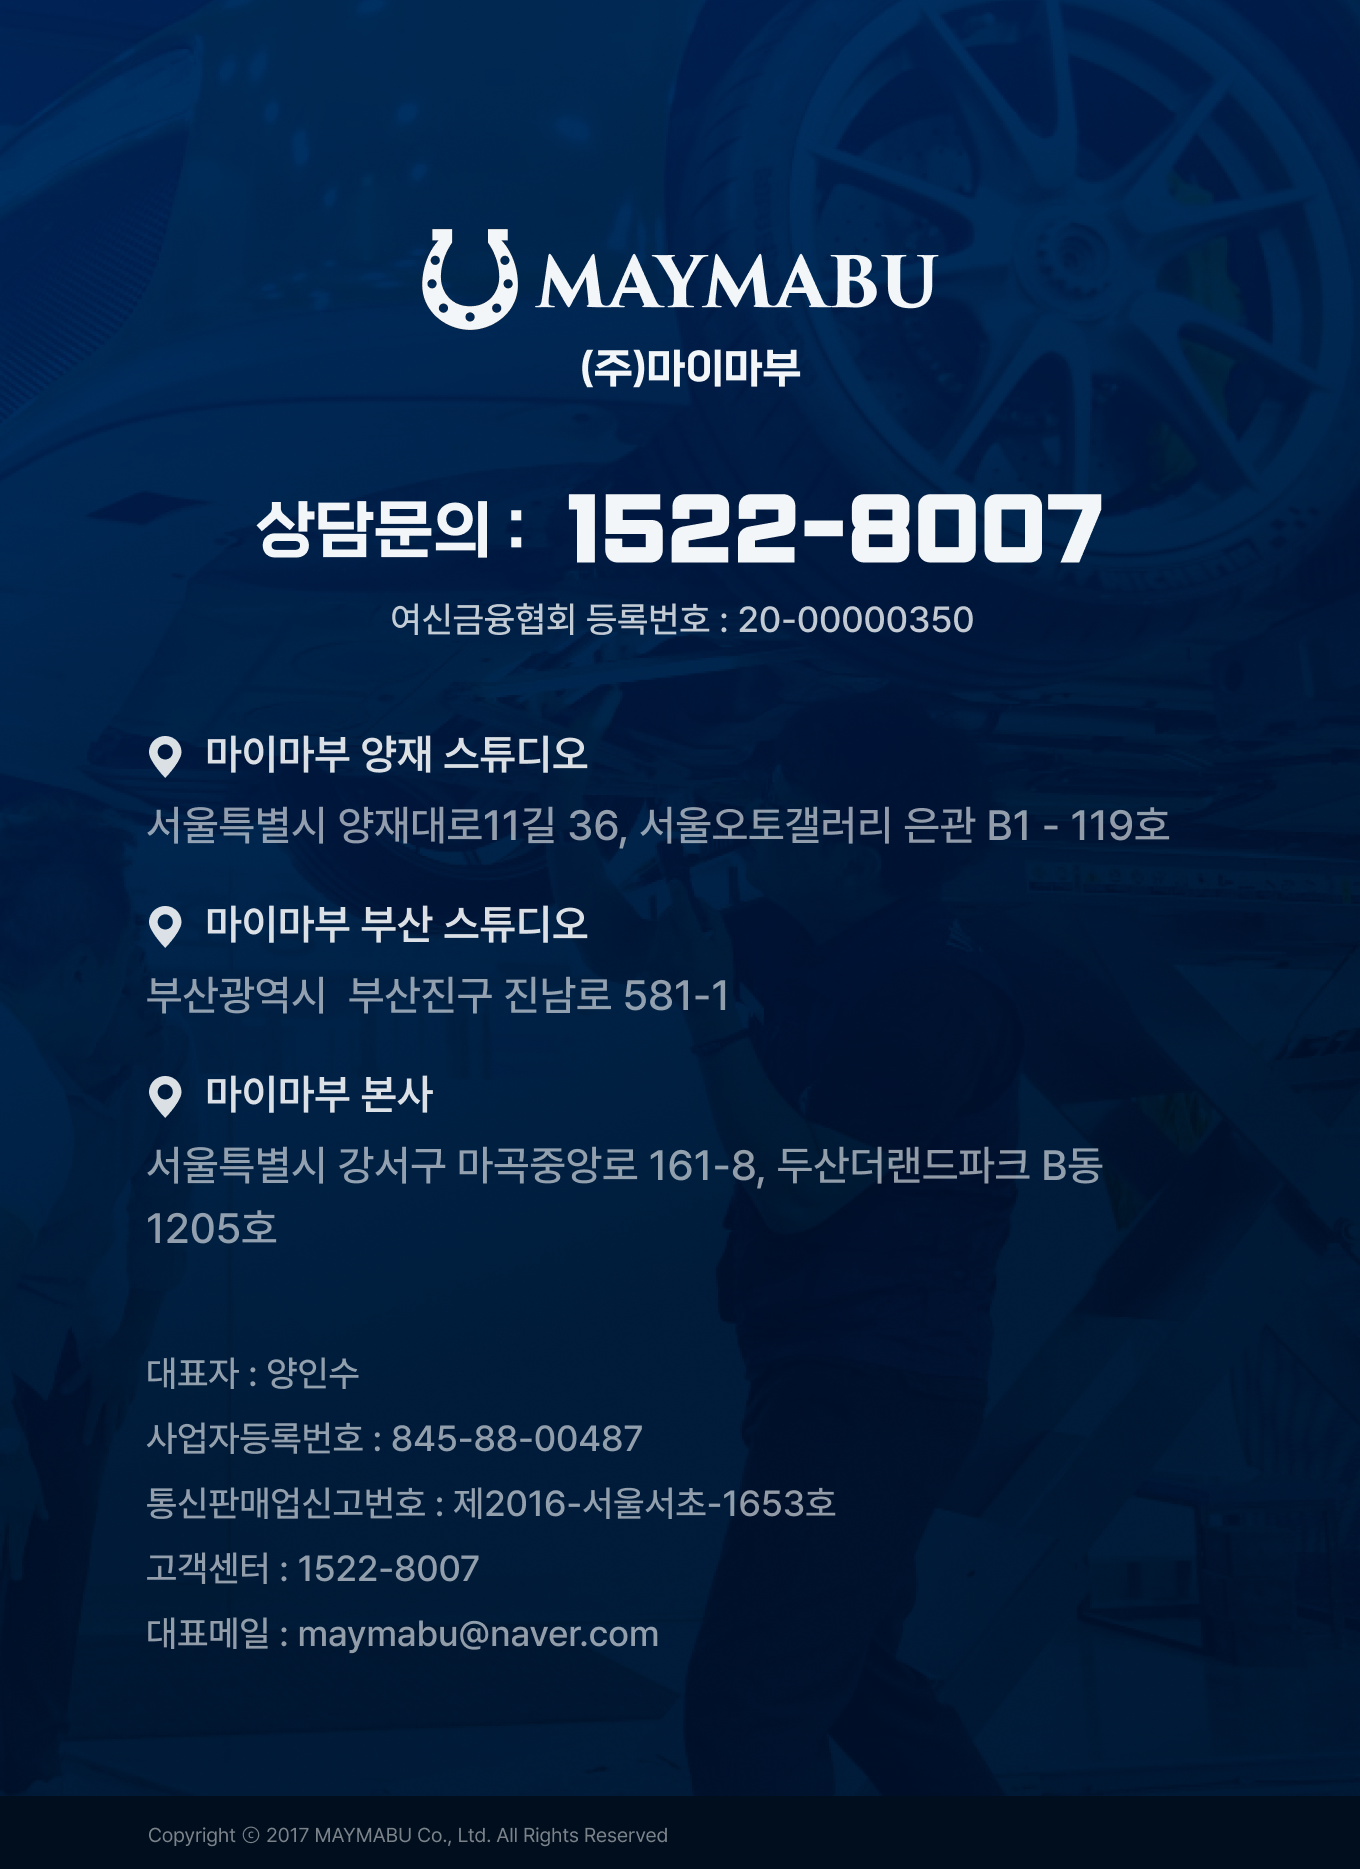 MAYMABU
(주)마이마부
상담문의 : 1522-8007
여신금융협회 등록번호 : 20-00000350
마이마부 양재 스튜디오
서울특별시 양재대로11길 36, 서울오토갤러리 은관 B1 - 119호
마이마부 부산 스튜디오
부산광역시  부산진구 진남로 581-1
마이마부 본사
서울특별시 강서구 마곡중앙로 161-8, 두산더랜드파크 B동
1205호
대표자 : 양인수
사업자등록번호 : 845-88-00487
통신판매업신고번호 : 제2016-서울서초-1653호
고객센터 : 1522-8007
대표메일 : maymabu@naver.com
Copyright ⓒ 2017 MAYMABU Co., Ltd. All Rights Reserved